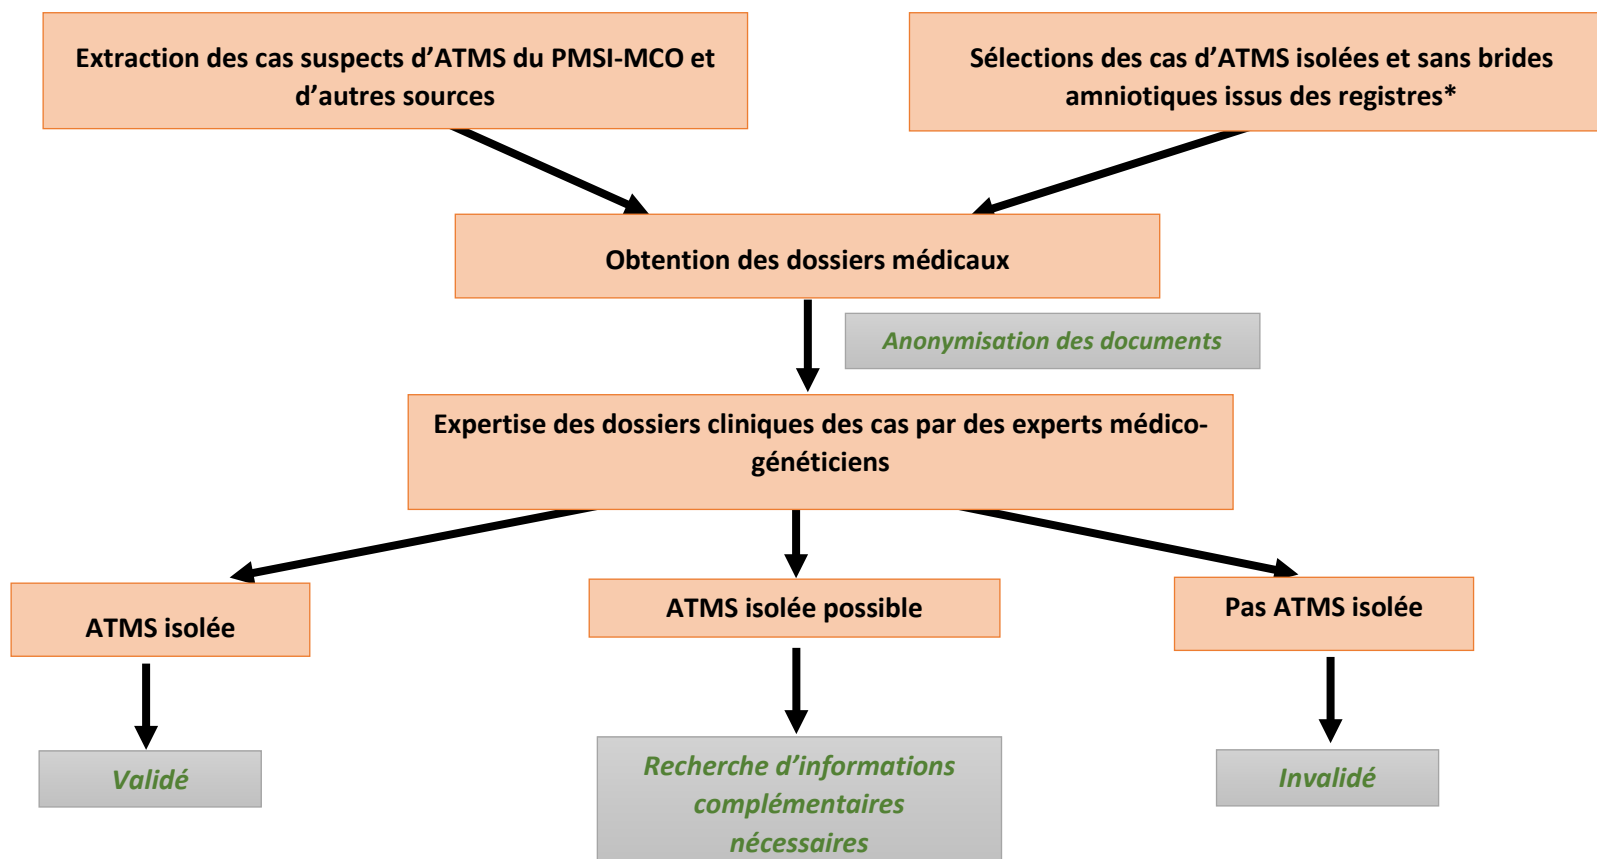 Extraction des cas suspects d’ATMS du PMSI-MCO et
d’autres sources
Sélections des cas d’ATMS isolées et sans brides
amniotiques issus des registres*
Obtention des dossiers médicaux
Anonymisation des documents
Expertise des dossiers cliniques des cas par des experts médico-
généticiens
ATMS isolée
ATMS isolée possible
Pas ATMS isolée
Validé
Recherche d’informations
complémentaires
nécessaires
Invalidé